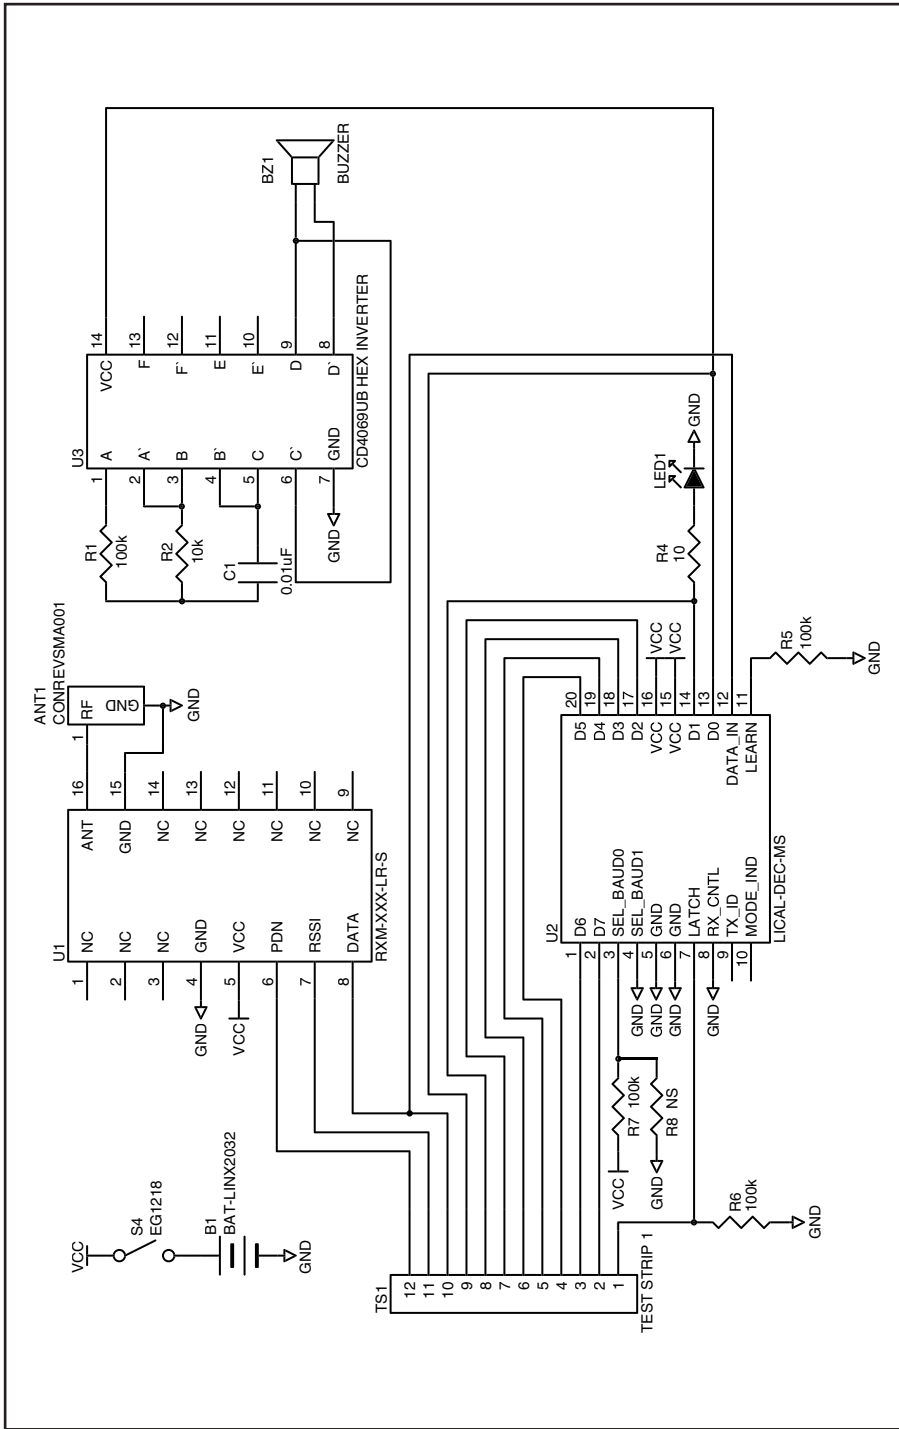 VCC
S4
EG1218
B1
BAT-LINX2032
GND
U1
RXM-XXX-LR-S
1
NC
2
NC
3
NC
4
GND
GND
5
VCC
VCC
6
PDN
7
RSSI
8
DATA
16
ANT
15
GND
14
NC
13
NC
12
NC
11
NC
10
NC
9
NC
ANT1
CONREVSMA001
1
RF
GND
GND
U3
CD4069UB HEX INVERTER
1
A
2
A`
3
B
4
B`
5
C
6
C`
7
GND
GND
14
VCC
13
F
12
F`
11
E
10
E`
9
D
8
D`
R1
100k
R2
10k
C1
0.01uF
BZ1
BUZZER
TS1
12
11
10
9
8
7
6
5
4
3
2
1
TEST STRIP 1
U2
LICAL-DEC-MS
1
D6
2
D7
3
SEL_BAUD0
4
SEL_BAUD1
GND
5
GND
GND
6
GND
GND
7
LATCH
8
RX_CNTL
GND
9
TX_ID
10
MODE_IND
20
D5
19
D4
18
D3
17
D2
16
VCC
VCC
15
VCC
VCC
14
D1
13
D0
12
DATA_IN
11
LEARN
VCC
R7 100k
GND
R8 NS
R6
100k
GND
R4
10
LED1
GND
R5
100k
GND